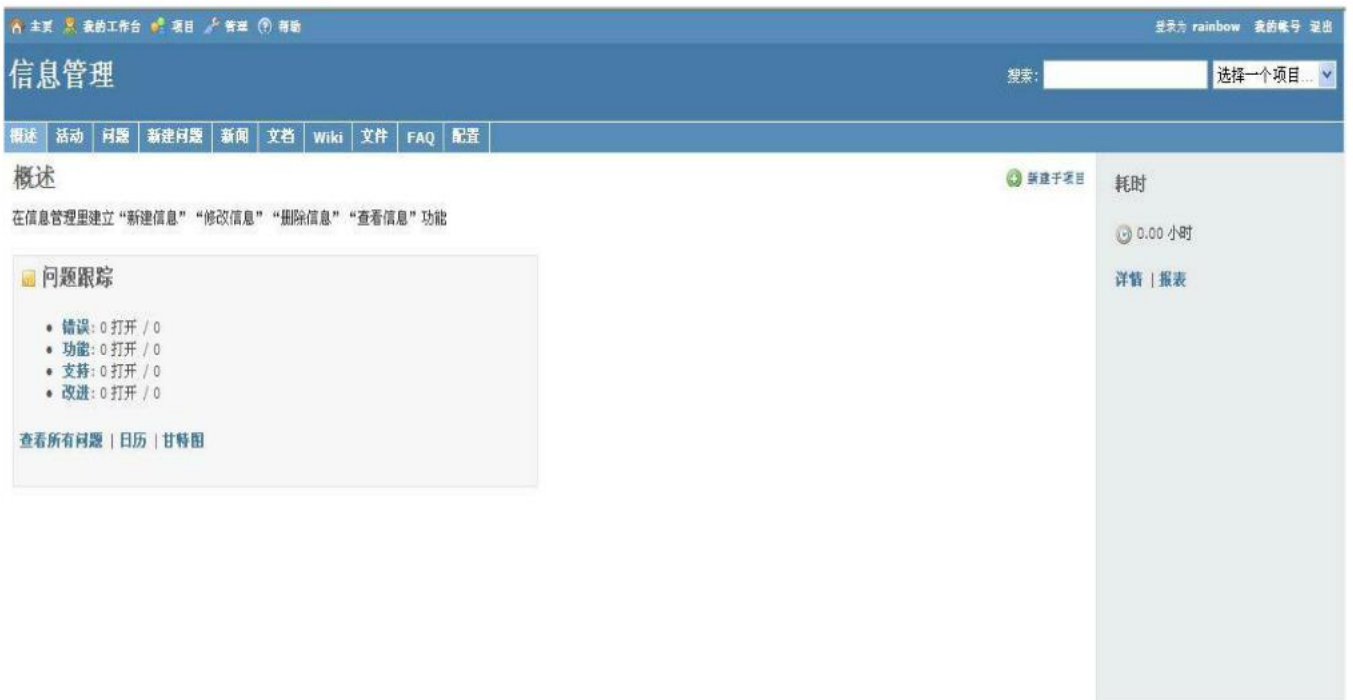 主页 我的工作台 项目 管理 帮助 登录为 rainbow 我的帐号 退出
信息管理 搜索: 选择一个项目...
概述 活动 问题 新建问题 新闻 文档 Wiki 文件 FAQ 配置
概述 新建子项目
在信息管理里建立“新建信息”“修改信息”“删除信息”“查看信息”功能
问题跟踪
错误: 0 打开 / 0
功能: 0 打开 / 0
支持: 0 打开 / 0
改进: 0 打开 / 0
查看所有问题 | 日历 | 甘特图
耗时
0.00 小时
详情 | 报表